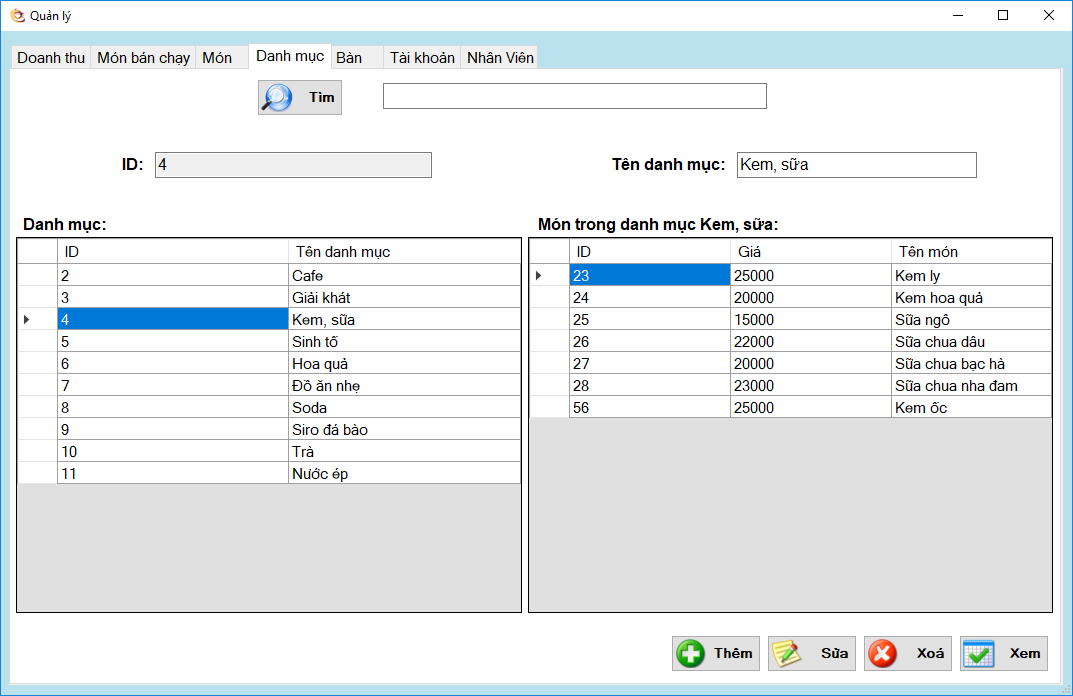 Quản lý
Doanh thu Món bán chạy Món Danh mục Bàn Tài khoản Nhân Viên
Tìm
ID: 4 Tên danh mục: Kem, sữa
Danh mục: Món trong danh mục Kem, sữa:
ID Tên danh mục ID Giá Tên món
2 Cafe 23 25000 Kem ly
3 Giải khát 24 20000 Kem hoa quả
4 Kem, sữa 25 15000 Sữa ngô
5 Sinh tố 26 22000 Sữa chua dâu
6 Hoa quả 27 20000 Sữa chua bạc hà
7 Đồ ăn nhẹ 28 23000 Sữa chua nha đam
8 Soda 56 25000 Kem ốc
9 Siro đá bào
10 Trà
11 Nước ép
Thêm Sửa Xoá Xem